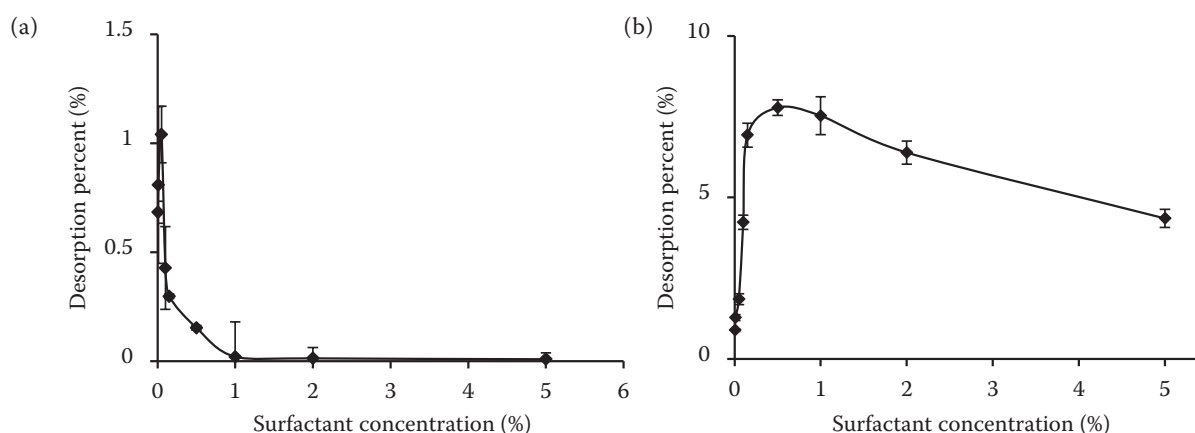 (a)
1.5
1
0.5
0
Desorption percent (%)
0 1 2 3 4 5 6
Surfactant concentration (%)
(b)
10
5
0
Desorption percent (%)
0 1 2 3 4 5
Surfactant concentration (%)